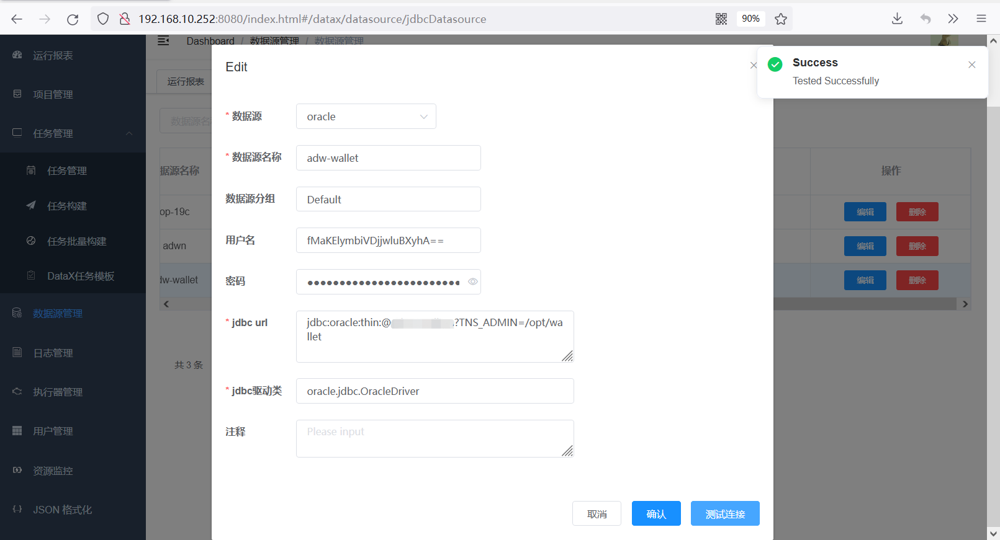 192.168.10.252:8080/index.html#/datax/datasource/jdbcDatasource
90%
运行报表
项目管理
任务管理
任务管理
任务构建
任务批量构建
DataX任务模板
数据源管理
日志管理
执行器管理
用户管理
资源监控
JSON 格式化
Dashboard / 数据源管理 / 数据源管理
运行报表
数据源名
据源名称
操作
op-19c
编辑
删除
adwn
编辑
删除
dw-wallet
编辑
删除
共 3 条
Edit
* 数据源
oracle
* 数据源名称
adw-wallet
数据源分组
Default
用户名
fMaKElymbiVDjjwluBXyhA==
密码
* jdbc url
jdbc:oracle:thin:@
?TNS_ADMIN=/opt/wa
llet
* jdbc驱动类
oracle.jdbc.OracleDriver
注释
Please input
取消
确认
测试连接
Success
Tested Successfully